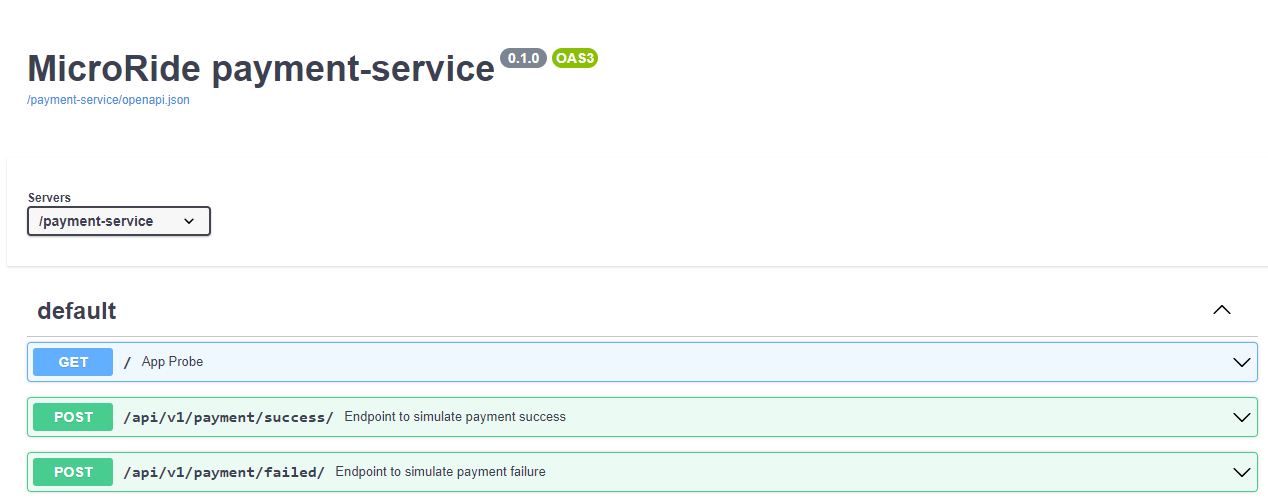 MicroRide payment-service 0.1.0 OAS3
/payment-service/openapi.json
Servers
/payment-service
default
GET / App Probe
POST /api/v1/payment/success/ Endpoint to simulate payment success
POST /api/v1/payment/failed/ Endpoint to simulate payment failure